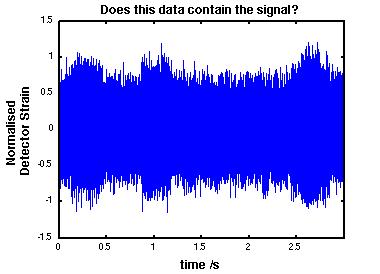 Does this data contain the signal?
1.5
1
0.5
0
-0.5
-1
-1.5
Normalised
Detector Strain
0 0.5 1 1.5 2 2.5
time /s